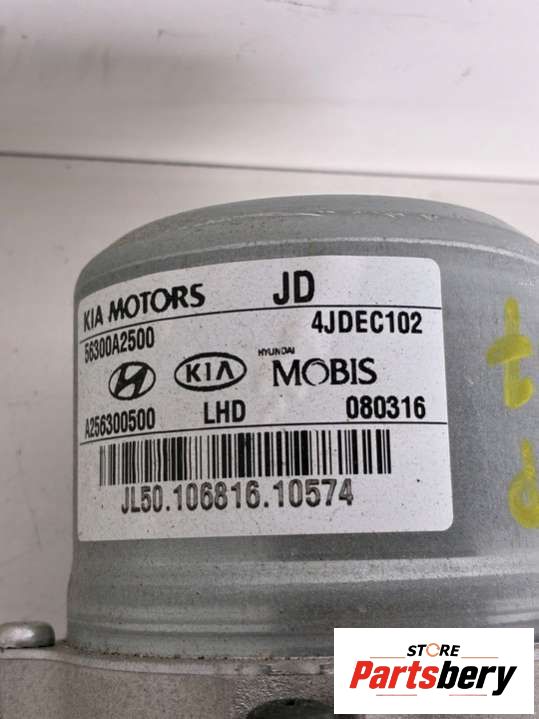 KIA MOTORS JD
56300A2500 4JDEC102
KIA HYUNDAI MOBIS
A256300500 LHD 080316
JL50.106816.10574
STORE
Partsbery